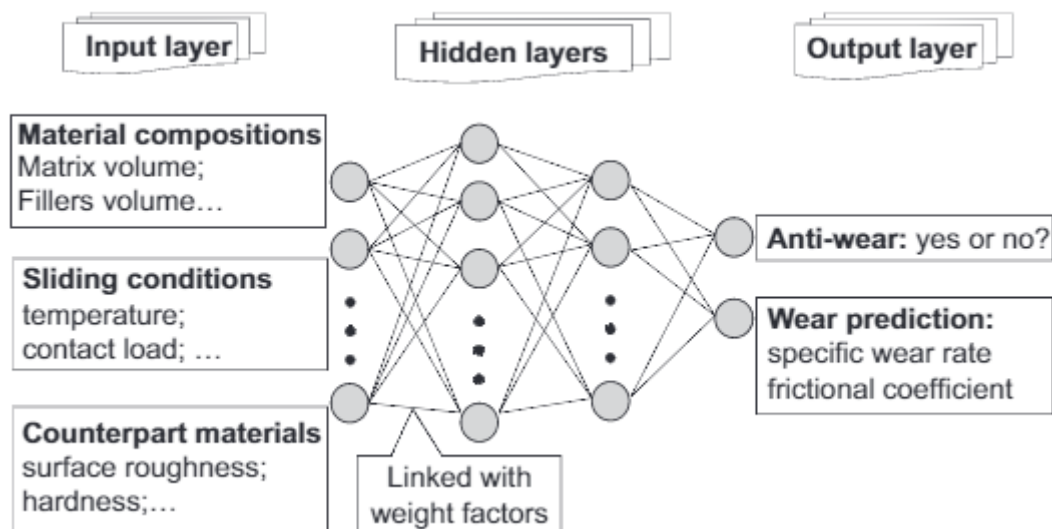 Input layer
Hidden layers
Output layer
Material compositions
Matrix volume;
Fillers volume...
Sliding conditions
temperature;
contact load; ...
Counterpart materials
surface roughness;
hardness;...
Linked with
weight factors
Anti-wear: yes or no?
Wear prediction:
specific wear rate
frictional coefficient